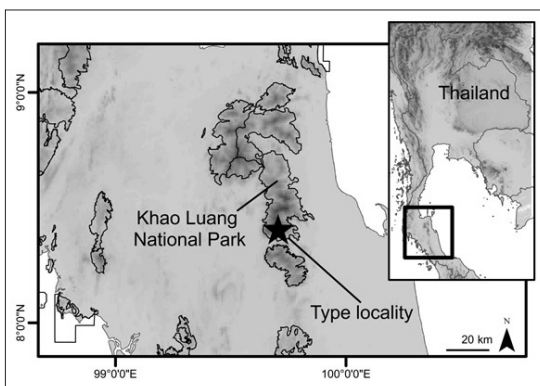 9°0'0"N
Thailand
Khao Luang
National Park
Type locality
8°0'0"N
N
20 km
99°0'0"E
100°0'0"E